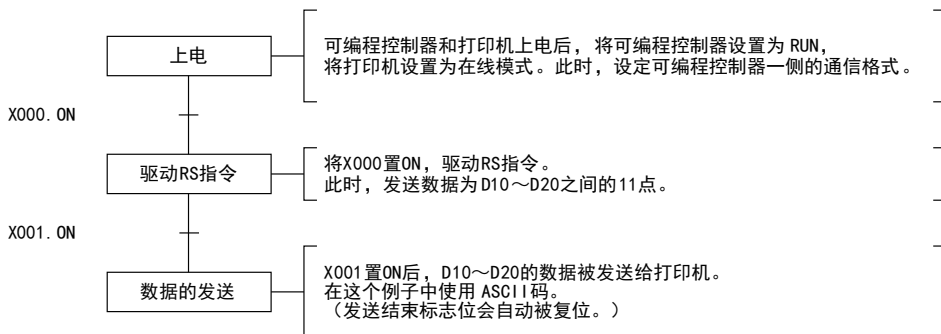 上电
可编程控制器和打印机上电后，将可编程控制器设置为 RUN，
将打印机设置为在线模式。此时，设定可编程控制器一侧的通信格式。
X000. ON
驱动RS指令
将X000置ON，驱动RS指令。
此时，发送数据为D10～D20之间的11点。
X001. ON
数据的发送
X001置ON后，D10～D20的数据被发送给打印机。
在这个例子中使用 ASCII码。
（发送结束标志位会自动被复位。）